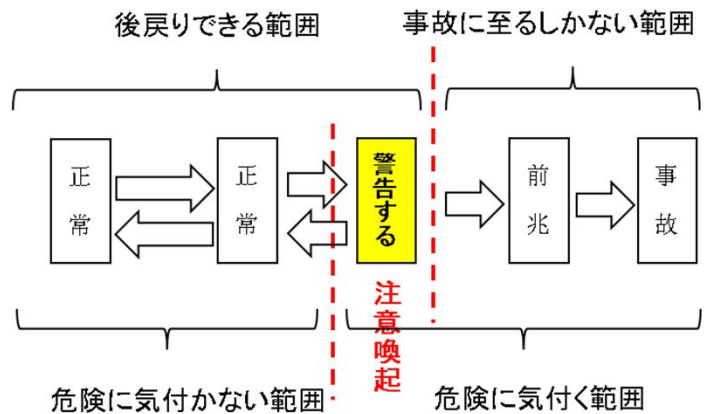 後戻りできる範囲
事故に至るしかない範囲
正常
正常
警告する
前兆
事故
注意喚起
危険に気付かない範囲
危険に気付く範囲